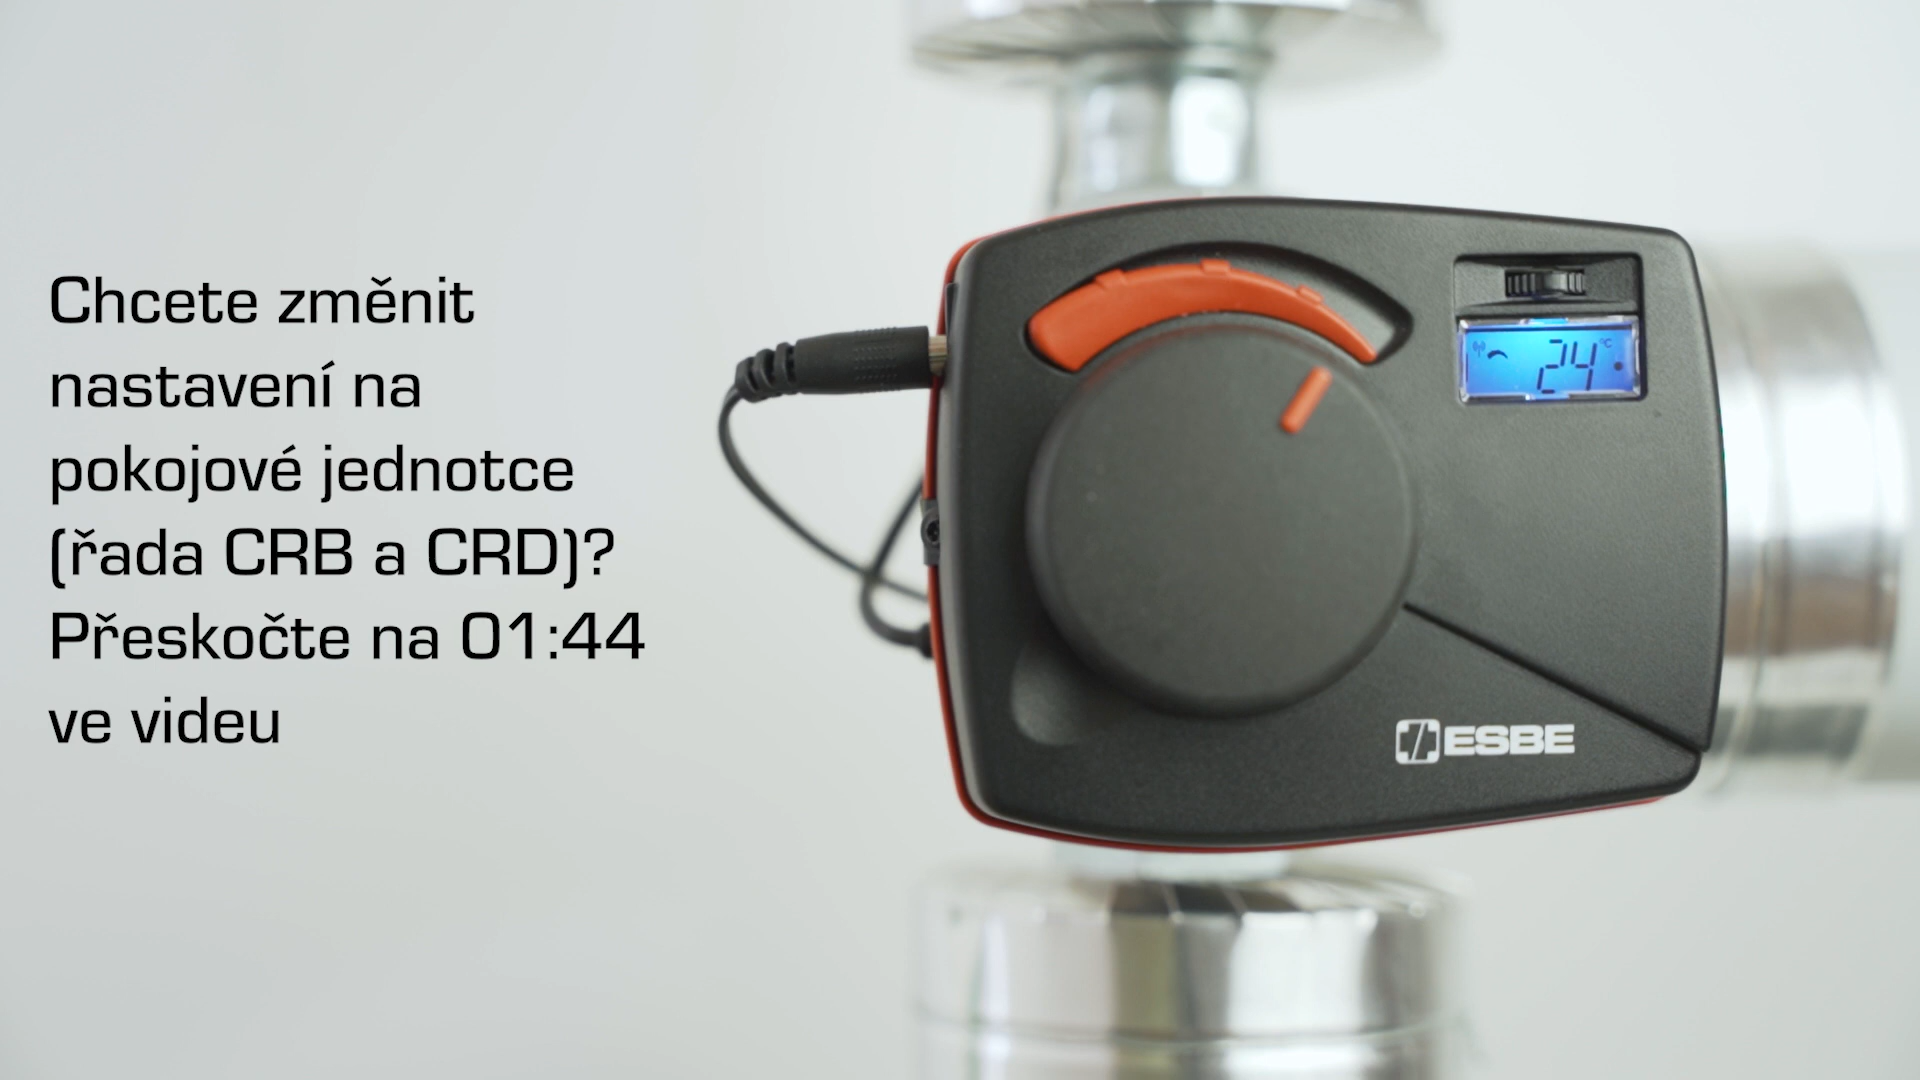 Chcete změnit
nastavení na
pokojové jednotce
(řada CRB a CRD)?
Přeskočte na 01:44
ve videu
24 °C
ESBE